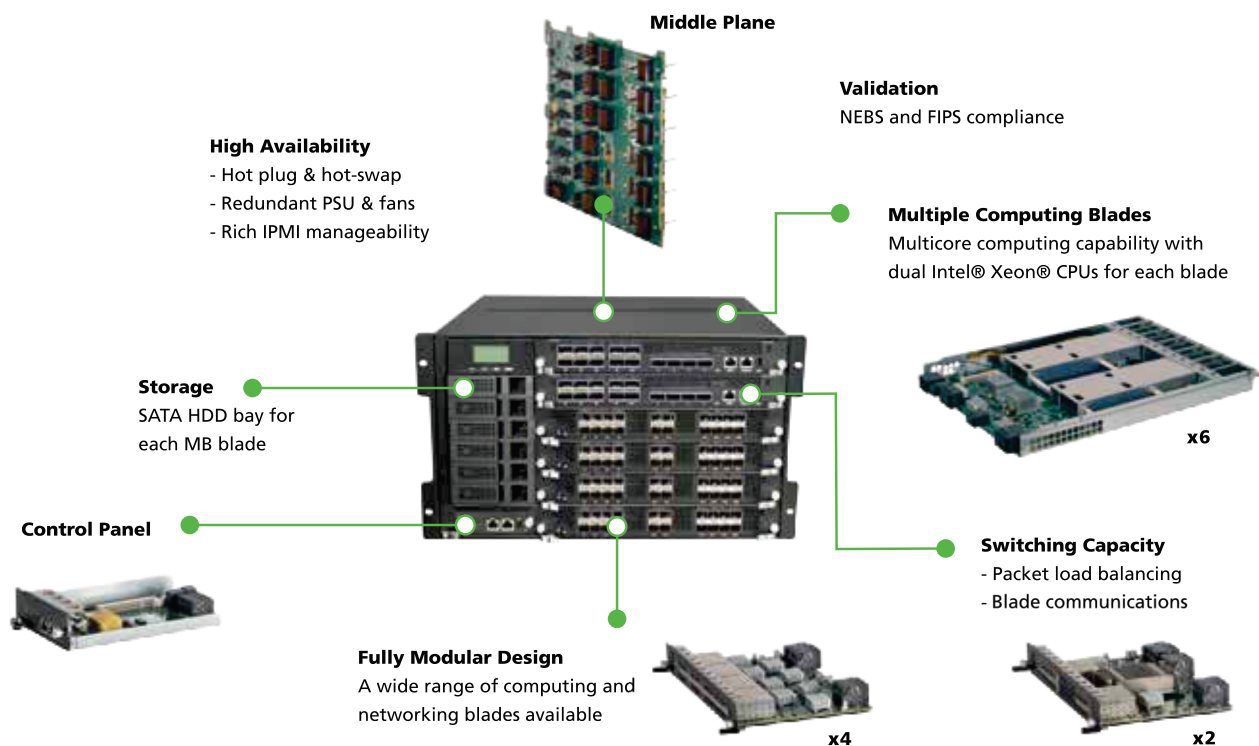 Middle Plane
Validation
NEBS and FIPS compliance
High Availability
- Hot plug & hot-swap
- Redundant PSU & fans
- Rich IPMI manageability
Multiple Computing Blades
Multicore computing capability with
dual Intel® Xeon® CPUs for each blade
x6
Storage
SATA HDD bay for
each MB blade
Control Panel
Switching Capacity
- Packet load balancing
- Blade communications
x2
Fully Modular Design
A wide range of computing and
networking blades available
x4